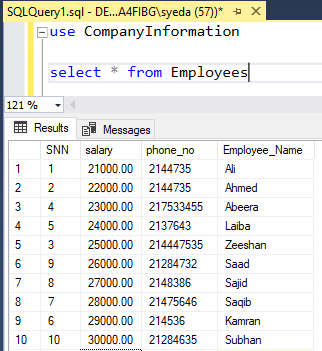 SQLQuery1.sql - DE...A4FIBG\syeda (57))*
use CompanyInformation
select * from Employees
121 %
Results Messages
SNN salary phone_no Employee_Name
1 1 21000.00 2144735 Ali
2 2 22000.00 2144735 Ahmed
3 4 23000.00 217533455 Abeera
4 5 24000.00 2137643 Laiba
5 3 25000.00 214447535 Zeeshan
6 9 26000.00 21284732 Saad
7 8 27000.00 2148386 Sajid
8 7 28000.00 21475646 Saqib
9 6 29000.00 214536 Kamran
10 10 30000.00 21284635 Subhan